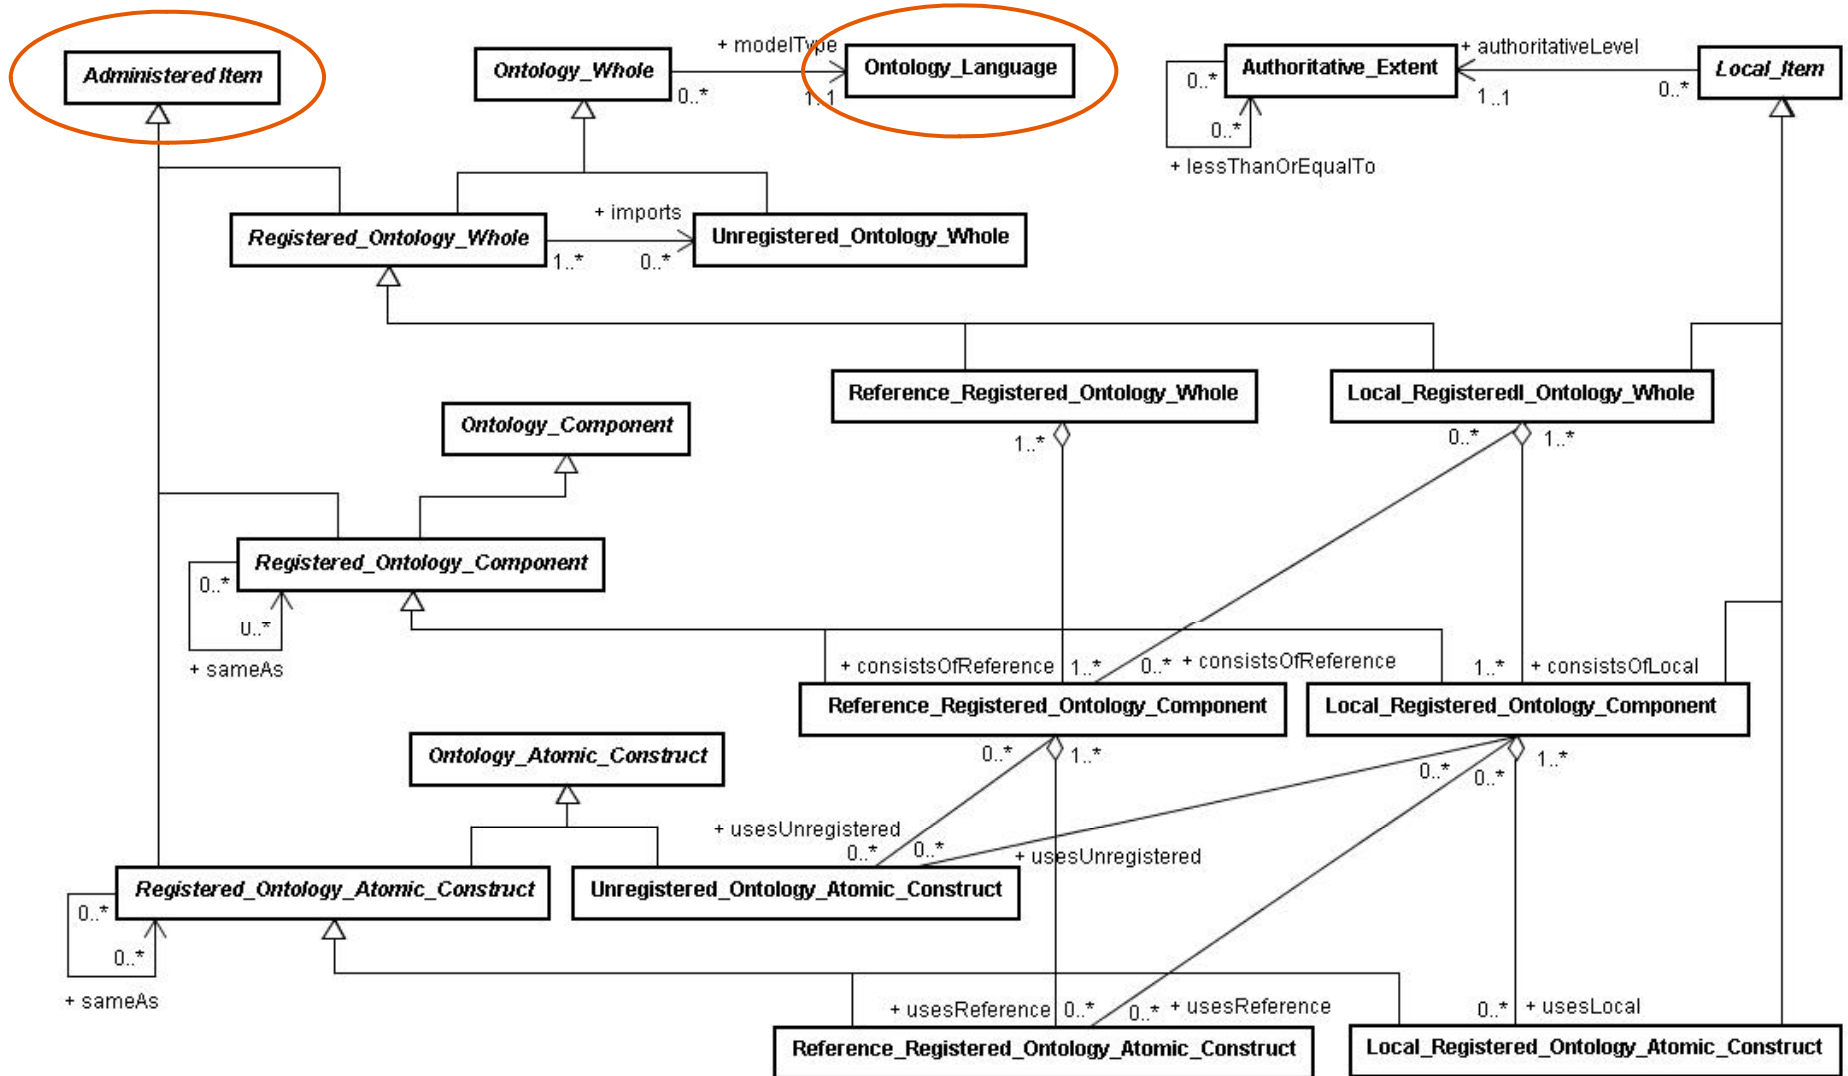 Administered Item
Ontology_Whole
+ modelType
0..*
1..1
Ontology_Language
Authoritative_Extent
+ authoritativeLevel
1..1
0..*
Local_Item
0..*
0..*
+ lessThanOrEqualTo
Registered_Ontology_Whole
+ imports
1..*
0..*
Unregistered_Ontology_Whole
Reference_Registered_Ontology_Whole
Local_Registeredl_Ontology_Whole
1..*
0..*
1..*
Ontology_Component
Registered_Ontology_Component
0..*
0..*
+ sameAs
+ consistsOfReference
1..*
0..*
+ consistsOfReference
1..*
+ consistsOfLocal
Reference_Registered_Ontology_Component
Local_Registered_Ontology_Component
Ontology_Atomic_Construct
0..*
1..*
0..*
0..*
1..*
+ usesUnregistered
0..*
0..*
+ usesUnregistered
Registered_Ontology_Atomic_Construct
Unregistered_Ontology_Atomic_Construct
0..*
0..*
+ sameAs
+ usesReference
0..*
0..*
+ usesReference
0..*
+ usesLocal
Reference_Registered_Ontology_Atomic_Construct
Local_Registered_Ontology_Atomic_Construct